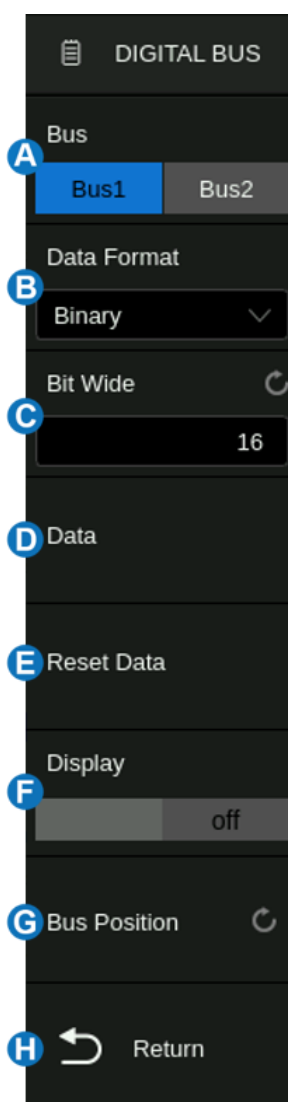 DIGITAL BUS
Bus
A
Bus1 Bus2
Data Format
B
Binary
Bit Wide
C
16
D Data
E Reset Data
Display
F
off
G Bus Position
H Return